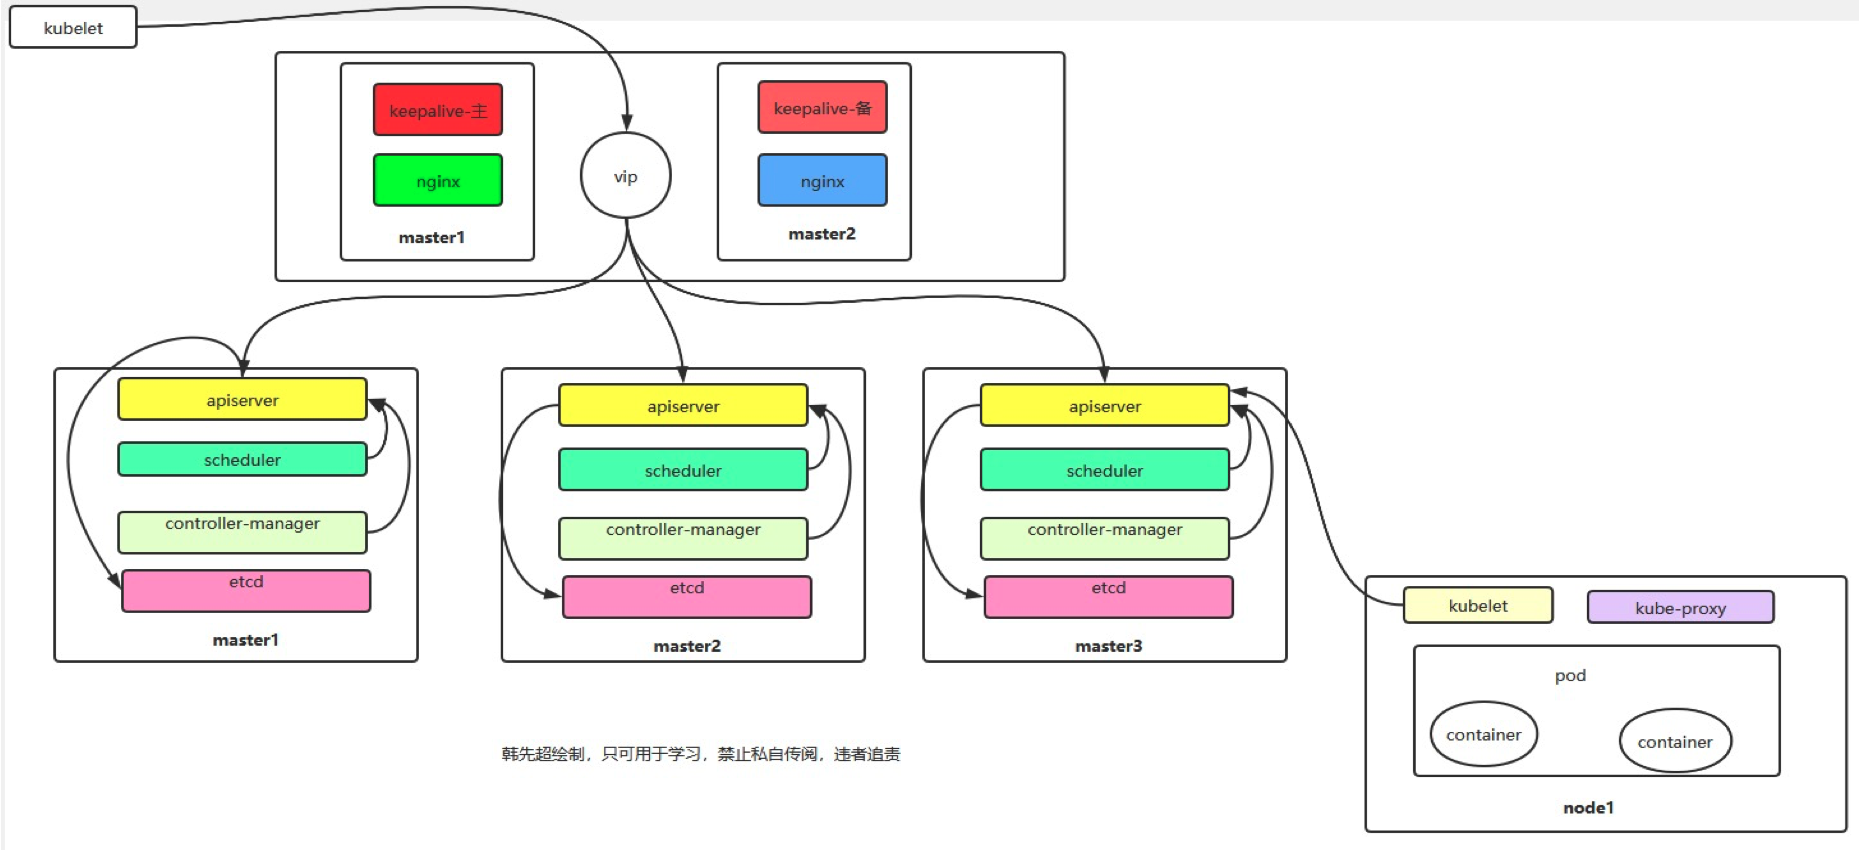 kubelet
keepalive-主
nginx
master1
vip
keepalive-备
nginx
master2
apiserver
scheduler
controller-manager
etcd
master1
apiserver
scheduler
controller-manager
etcd
master2
apiserver
scheduler
controller-manager
etcd
master3
kubelet
kube-proxy
pod
container
container
node1
韩先超绘制，只可用于学习，禁止私自传阅，违者追责